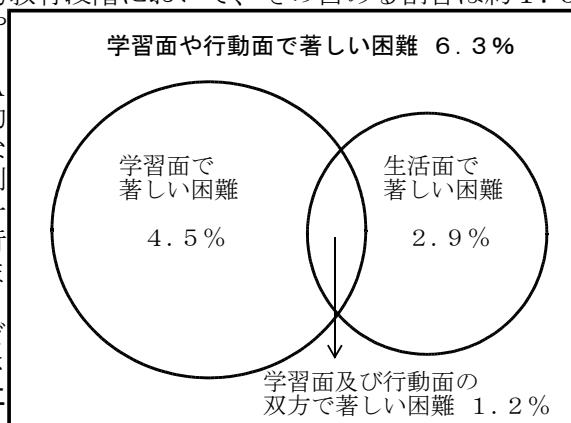 学習面や行動面で著しい困難 6.3%
学習面で
著しい困難
4.5%
生活面で
著しい困難
2.9%
学習面及び行動面の
双方で著しい困難 1.2%